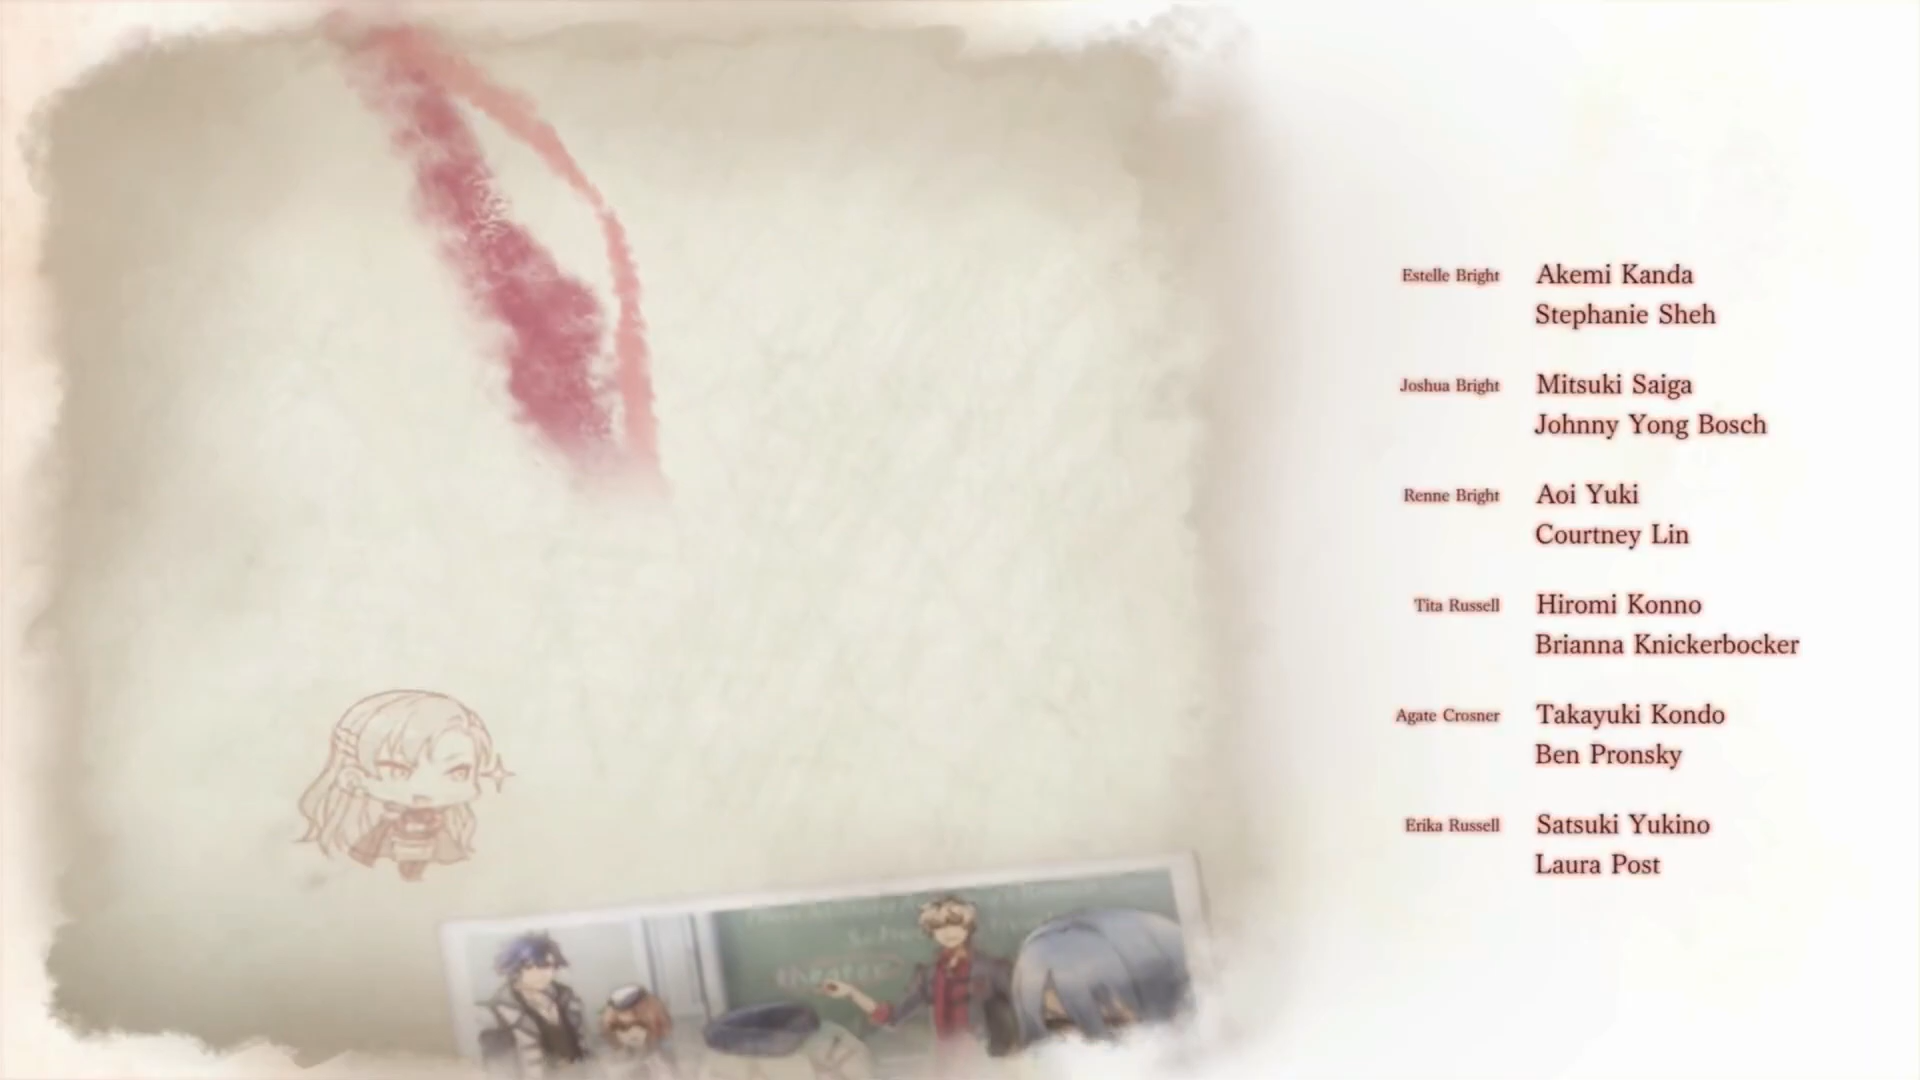 Estelle Bright Akemi Kanda
Stephanie Sheh
Joshua Bright Mitsuki Saiga
Johnny Yong Bosch
Renne Bright Aoi Yuki
Courtney Lin
Tita Russell Hiromi Konno
Brianna Knickerbocker
Agate Crosner Takayuki Kondo
Ben Pronsky
Erika Russell Satsuki Yukino
Laura Post
theater